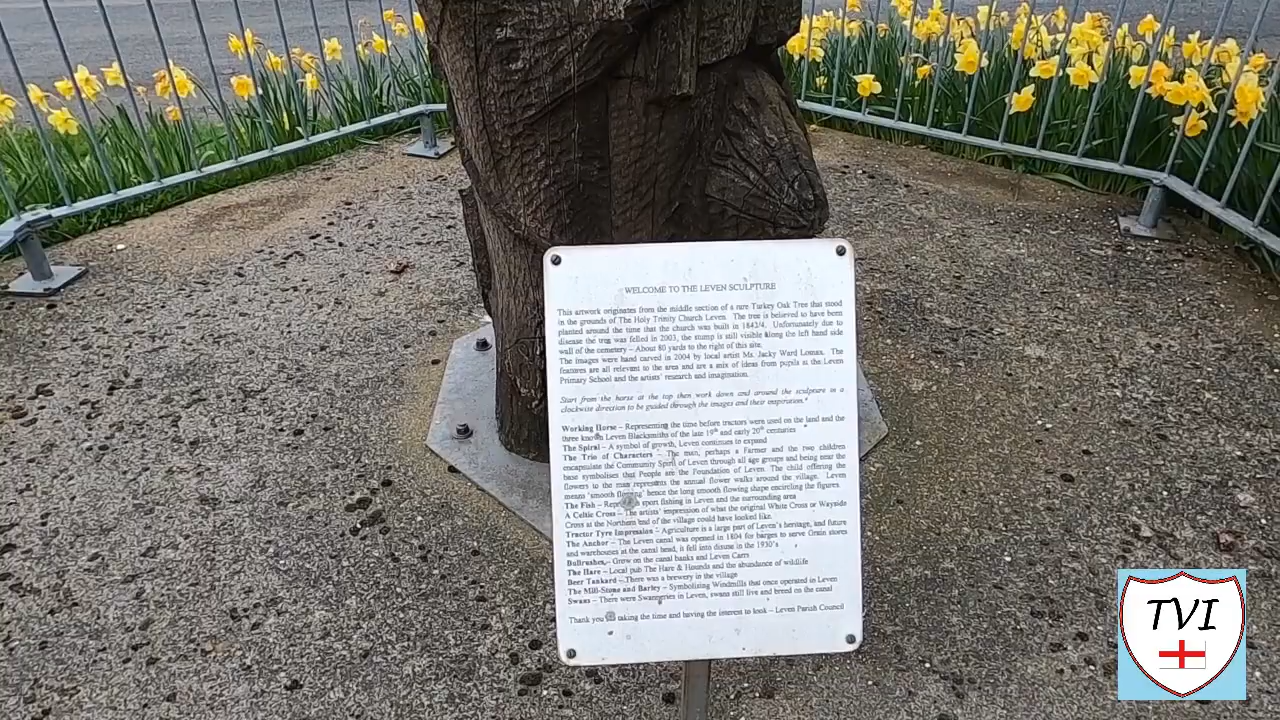 WELCOME TO THE LEVEN SCULPTURE
This artwork originates from the middle section of a rare Turkey Oak Tree that stood
in the grounds of The Holy Trinity Church Leven. The tree is believed to have been
planted around the time that the church was built in 1843/4. Unfortunately due to
disease the tree was felled in 2003, the stump is still visible along the left hand side
wall of the cemetery – About 80 yards to the right of this site.
The images were hand carved in 2004 by local artist Ms. Jacky Ward Lomax. The
features are all relevant to the area and are a mix of ideas from pupils at the Leven
Primary School and the artists' research and imagination.
Start from the horse at the top then work down and around the sculpture in a
clockwise direction to be guided through the images and their inspiration."
Working Horse – Representing the time before tractors were used on the land and the
three known Leven Blacksmiths of the late 19th and early 20th centuries
The Spiral – A symbol of growth, Leven continues to expand
The Trio of Characters – The man, perhaps a Farmer and the two children
encapsulate the Community Spirit of Leven through all age groups and being near the
base symbolises that People are the Foundation of Leven. The child offering the
flowers to the man represents the annual flower walks around the village. Leven
means 'smooth flowing' hence the long smooth flowing shape encircling the figures.
The Fish – sport fishing in Leven and the surrounding area
A Celtic Cross – The artists' impression of what the original White Cross or Wayside
Cross at the Northern end of the village could have looked like.
Tractor Tyre Impression – Agriculture is a large part of Leven's heritage, and future
The Anchor – The Leven canal was opened in 1804 for barges to serve Grain stores
and warehouses at the canal head, it fell into disuse in the 1930's
Bullrushes – Grow on the canal banks and Leven Carrs
The Hare – Local pub The Hare & Hounds and the abundance of wildlife
Beer Tankard – There was a brewery in the village
The Mill-Stone and Barley – Symbolising Windmills that once operated in Leven
Swans – There were Swanneries in Leven, swans still live and breed on the canal
Thank you taking the time and having the interest to look – Leven Parish Council
TVI